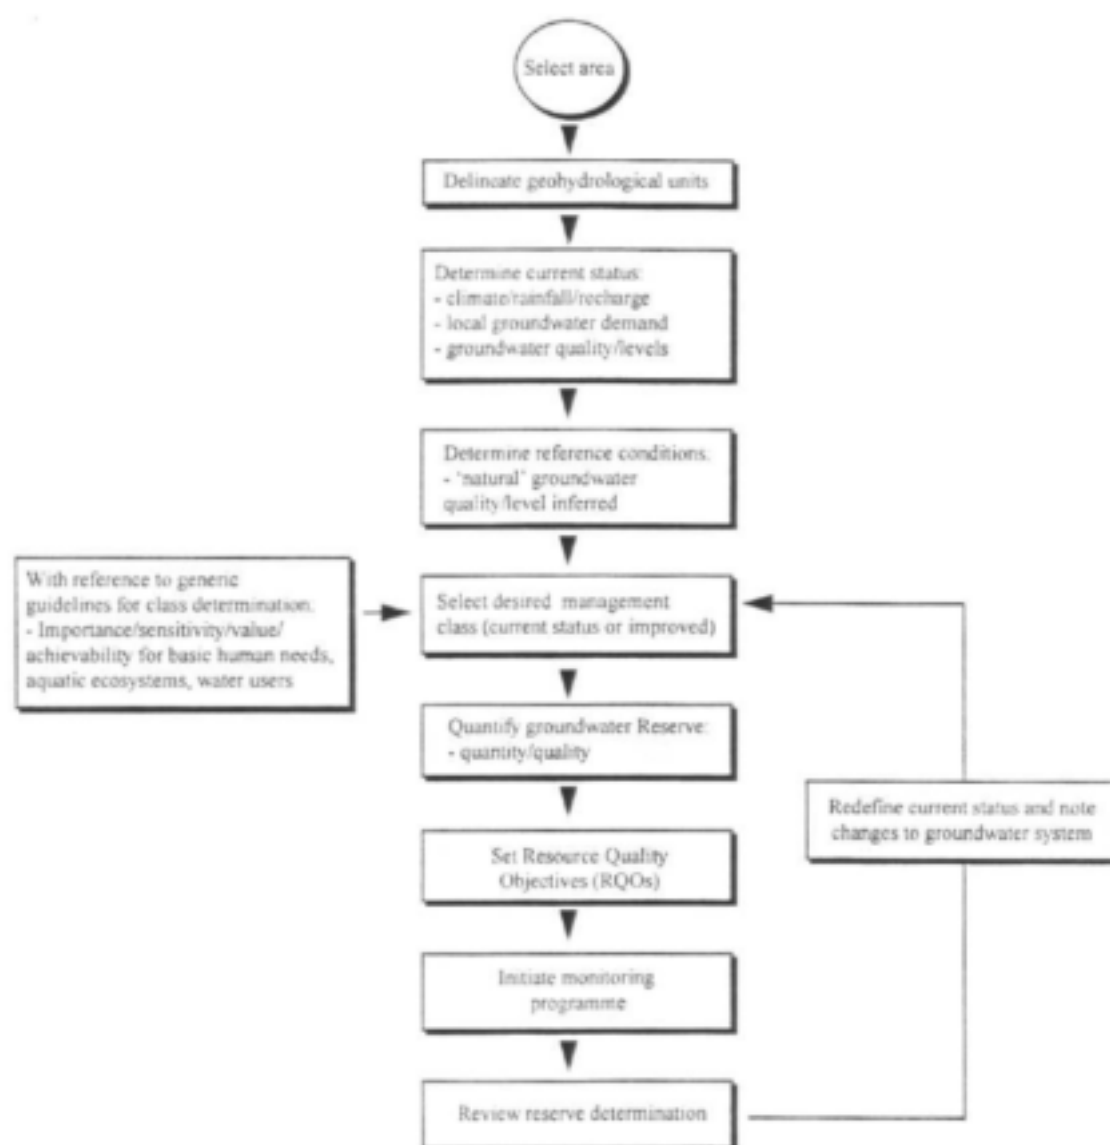 Select area
Delineate geohydrological units
Determine current status:
- climate/rainfall/recharge
- local groundwater demand
- groundwater quality/levels
Determine reference conditions:
- 'natural' groundwater
quality/level inferred
With reference to generic
guidelines for class determination:
- Importance/sensitivity/value/
achievability for basic human needs,
aquatic ecosystems, water users
Select desired management
class (current status or improved)
Quantify groundwater Reserve:
- quantity/quality
Redefine current status and note
changes to groundwater system
Set Resource Quality
Objectives (RQOs)
Initiate monitoring
programme
Review reserve determination